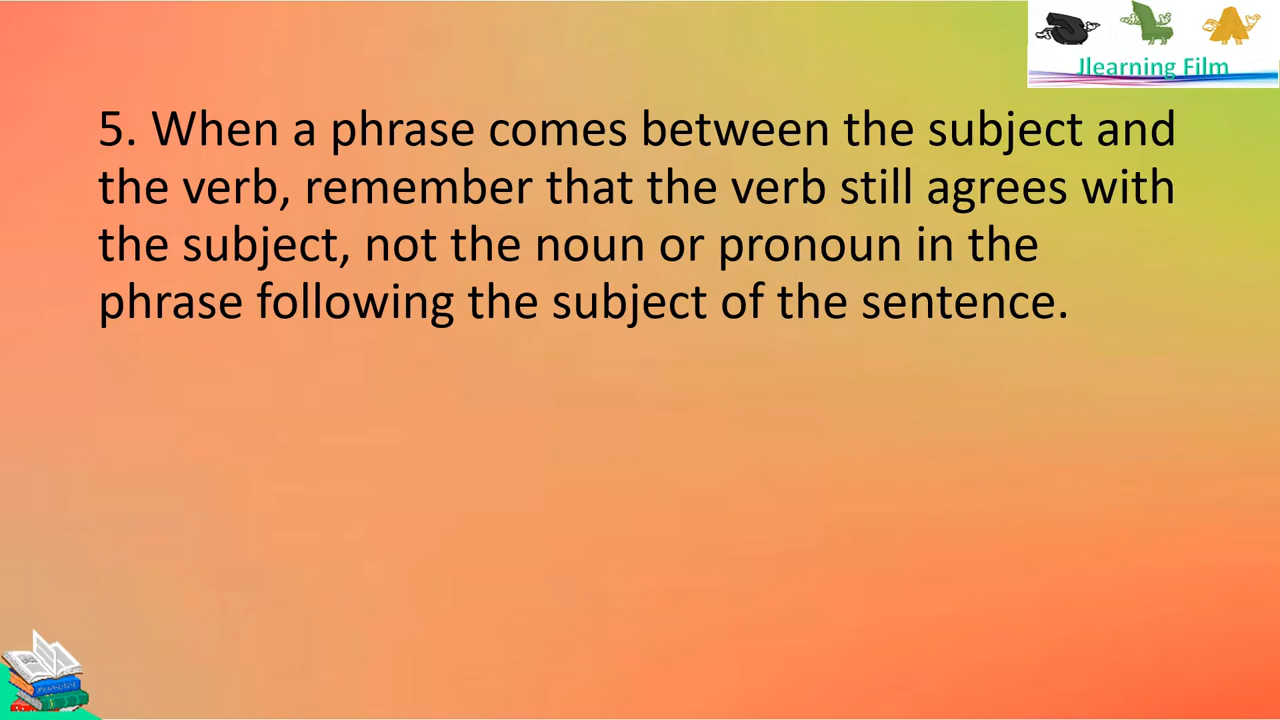 Jlearning Film
5. When a phrase comes between the subject and
the verb, remember that the verb still agrees with
the subject, not the noun or pronoun in the
phrase following the subject of the sentence.